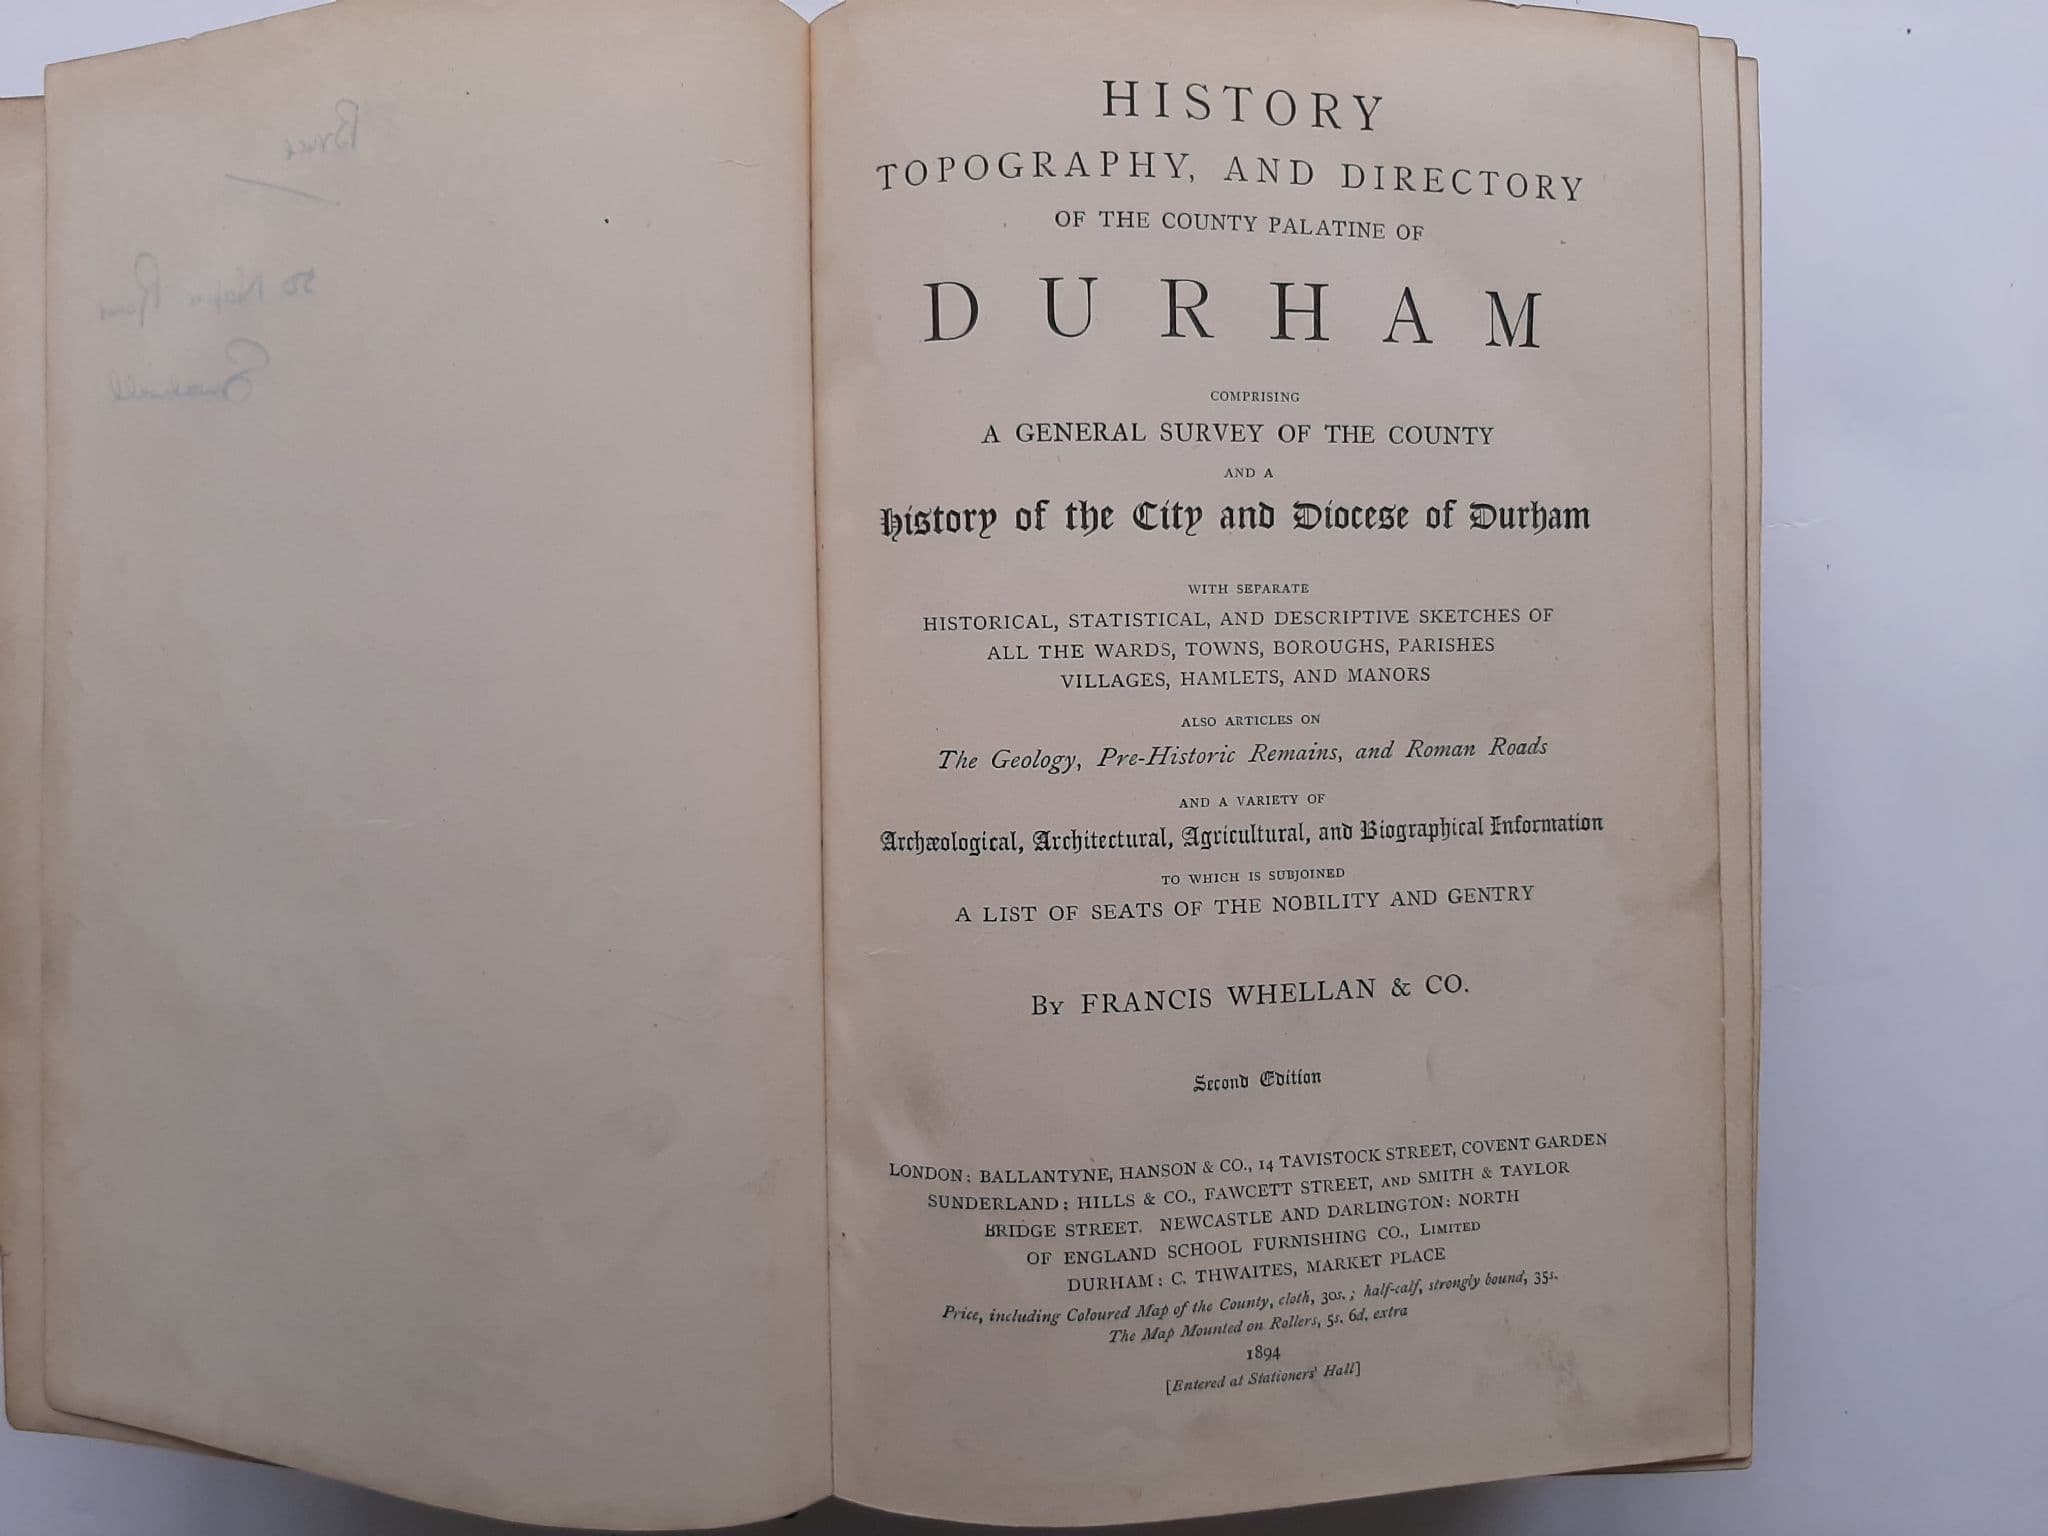 HISTORY
TOPOGRAPHY, AND DIRECTORY
OF THE COUNTY PALATINE OF
DURHAM
COMPRISING
A GENERAL SURVEY OF THE COUNTY
AND A
History of the City and Diocese of Durham
WITH SEPARATE
HISTORICAL, STATISTICAL, AND DESCRIPTIVE SKETCHES OF
ALL THE WARDS, TOWNS, BOROUGHS, PARISHES
VILLAGES, HAMLETS, AND MANORS
ALSO ARTICLES ON
The Geology, Pre-Historic Remains, and Roman Roads
AND A VARIETY OF
Archæological, Architectural, Agricultural, and Biographical Information
TO WHICH IS SUBJOINED
A LIST OF SEATS OF THE NOBILITY AND GENTRY
By FRANCIS WHELLAN & CO.
Second Edition
LONDON: BALLANTYNE, HANSON & CO., 14 TAVISTOCK STREET, COVENT GARDEN
SUNDERLAND: HILLS & CO., FAWCETT STREET, AND SMITH & TAYLOR
BRIDGE STREET. NEWCASTLE AND DARLINGTON: NORTH
OF ENGLAND SCHOOL FURNISHING CO., LIMITED
DURHAM: C. THWAITES, MARKET PLACE
Price, including Coloured Map of the County, cloth, 30s.; half-calf, strongly bound, 35s.
The Map Mounted on Rollers, 5s. 6d. extra
1894
[Entered at Stationers' Hall]